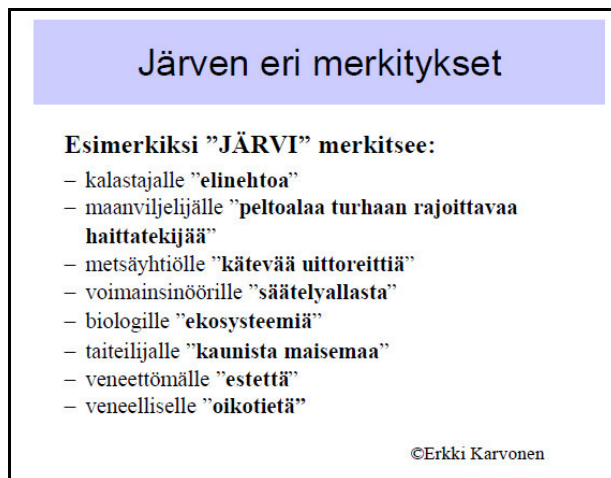 Järven eri merkitykset
Esimerkiksi ”JÄRVI” merkitsee:
– kalastajalle ”elinehtoa”
– maanviljelijälle ”peltoalaa turhaan rajoittavaa
haittatekijää”
– metsäyhtiölle ”kätevää uittoreittiä”
– voimainsinöörille ”säätelyallasta”
– biologille ”ekosysteemiä”
– taiteilijalle ”kaunista maisemaa”
– veneettömälle ”estettä”
– veneelliselle ”oikotietä”
©Erkki Karvonen